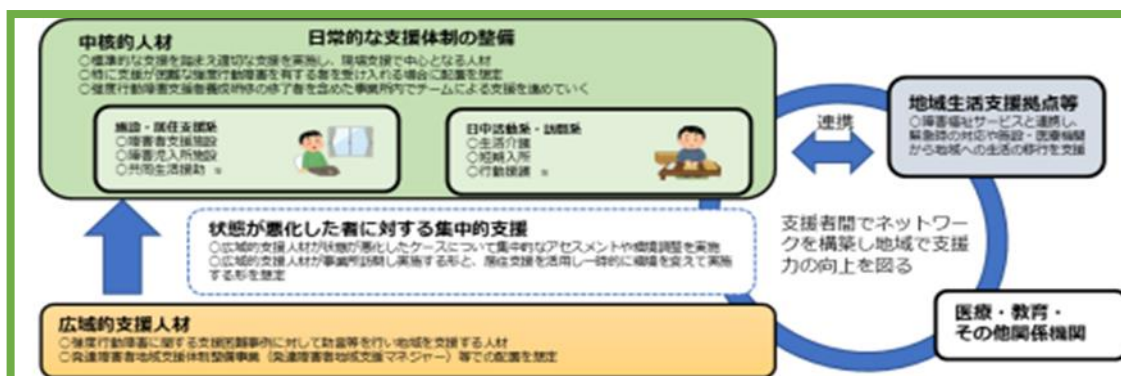 日常的な支援体制の整備
中核的人材
○標準的な支援を踏まえ適切な支援を実施し、現場支援で中心となる人材
○特に支援が困難な強度行動障害を有する者を受け入れる場合に配置を想定
○強度行動障害支援者養成研修の修了者を含めた事業所内でチームによる支援を進めていく
施設・居住支援系
○障害者支援施設
○障害児入所施設
○共同生活援助
日中活動系・訪問系
○生活介護
○短期入所
○行動援護
連携
地域生活支援拠点等
○障害福祉サービスと連携し、
緊急時の対応や施設・医療機関
から地域への生活の移行を支援
状態が悪化した者に対する集中的支援
○広域的支援人材が状態が悪化したケースについて集中的なアセスメントや環境調整を実施
○広域的支援人材が事業所訪問し実施する形と、居住支援を活用し一時的に環境を変えて実施
する形を想定
支援者間でネットワー
クを構築し地域で支援
力の向上を図る
広域的支援人材
○強度行動障害に関する支援困難事例に対して助言等を行い地域を支援する人材
○発達障害者地域支援体制整備事業（発達障害者地域支援マネジャー）等での配置を想定
医療・教育・
その他関係機関